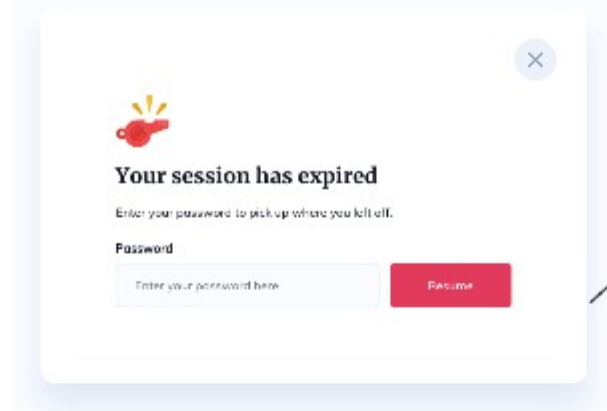 Your session has expired
Enter your password to pick up where you left off.
Password
Enter your password here
Resume